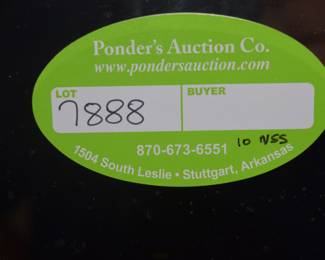 Ponder's Auction Co.
www.pondersauction.com
LOT BUYER
7888
870-673-6551 10 NSS
1504 South Leslie • Stuttgart, Arkansas